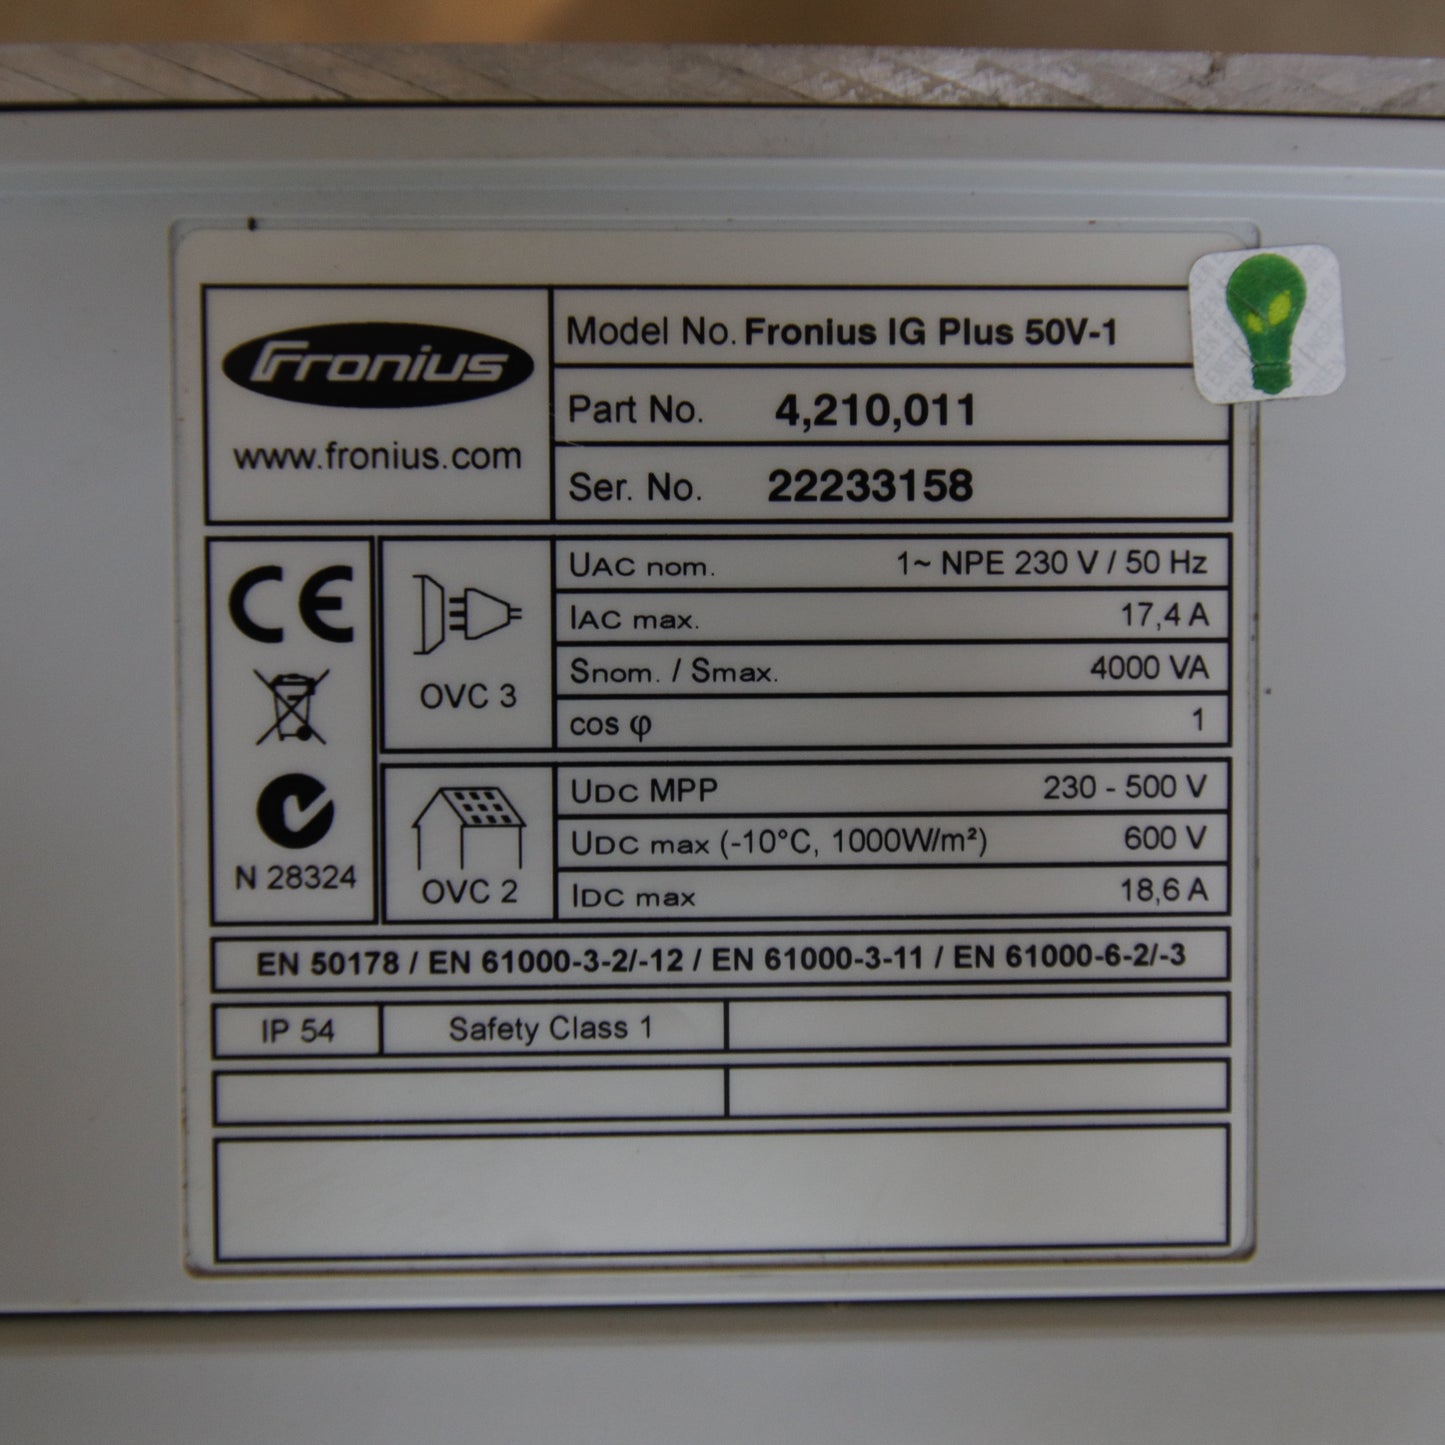 Fronius
www.fronius.com
Model No. Fronius IG Plus 50V-1
Part No. 4,210,011
Ser. No. 22233158
CE
N 28324
OVC 3
UAC nom. 1~ NPE 230 V / 50 Hz
IAC max. 17,4 A
Snom. / Smax. 4000 VA
cos φ 1
OVC 2
UDC MPP 230 - 500 V
UDC max (-10°C, 1000W/m²) 600 V
IDC max 18,6 A
EN 50178 / EN 61000-3-2/-12 / EN 61000-3-11 / EN 61000-6-2/-3
IP 54 Safety Class 1